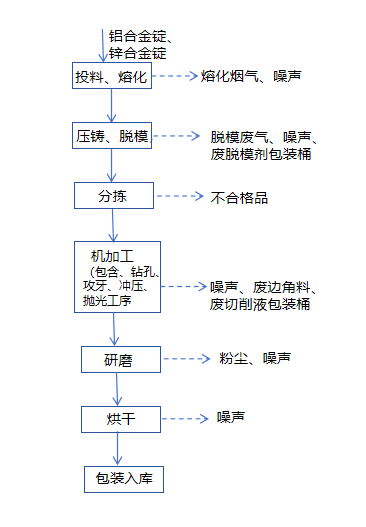 铝合金锭、
锌合金锭
投料、熔化
熔化烟气、噪声
压铸、脱模
脱模废气、噪声、
废脱模剂包装桶
分拣
不合格品
机加工
（包含、钻孔、
攻牙、冲压、
抛光工序
噪声、废边角料、
废切削液包装桶
研磨
粉尘、噪声
烘干
噪声
包装入库